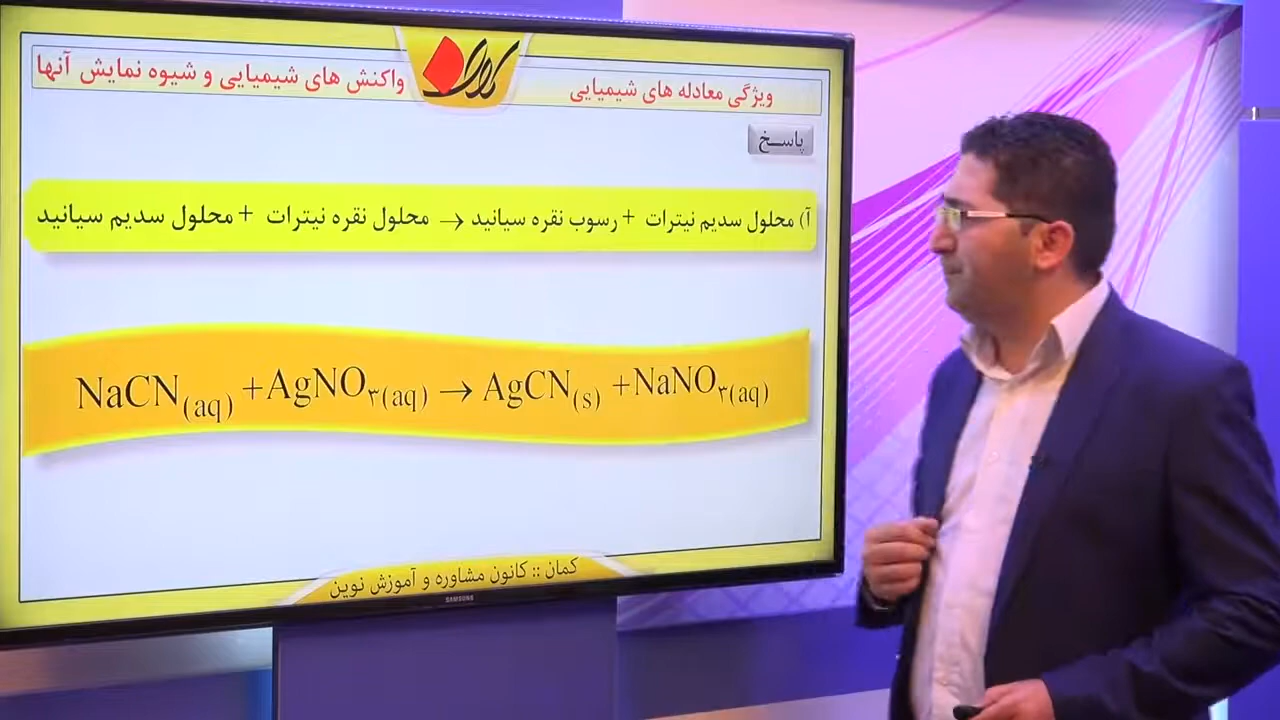 واکنش های شیمیایی و شیوه نمایش آنها
کمان
ویژگی معادله های شیمیایی
پاسخ
آ) محلول سدیم نیترات + رسوب نقره سیانید → محلول نقره نیترات + محلول سدیم سیانید
NaCN(aq) + AgNO۳(aq) → AgCN(s) + NaNO۳(aq)
کمان :: کانون مشاوره و آموزش نوین
SAMSUNG